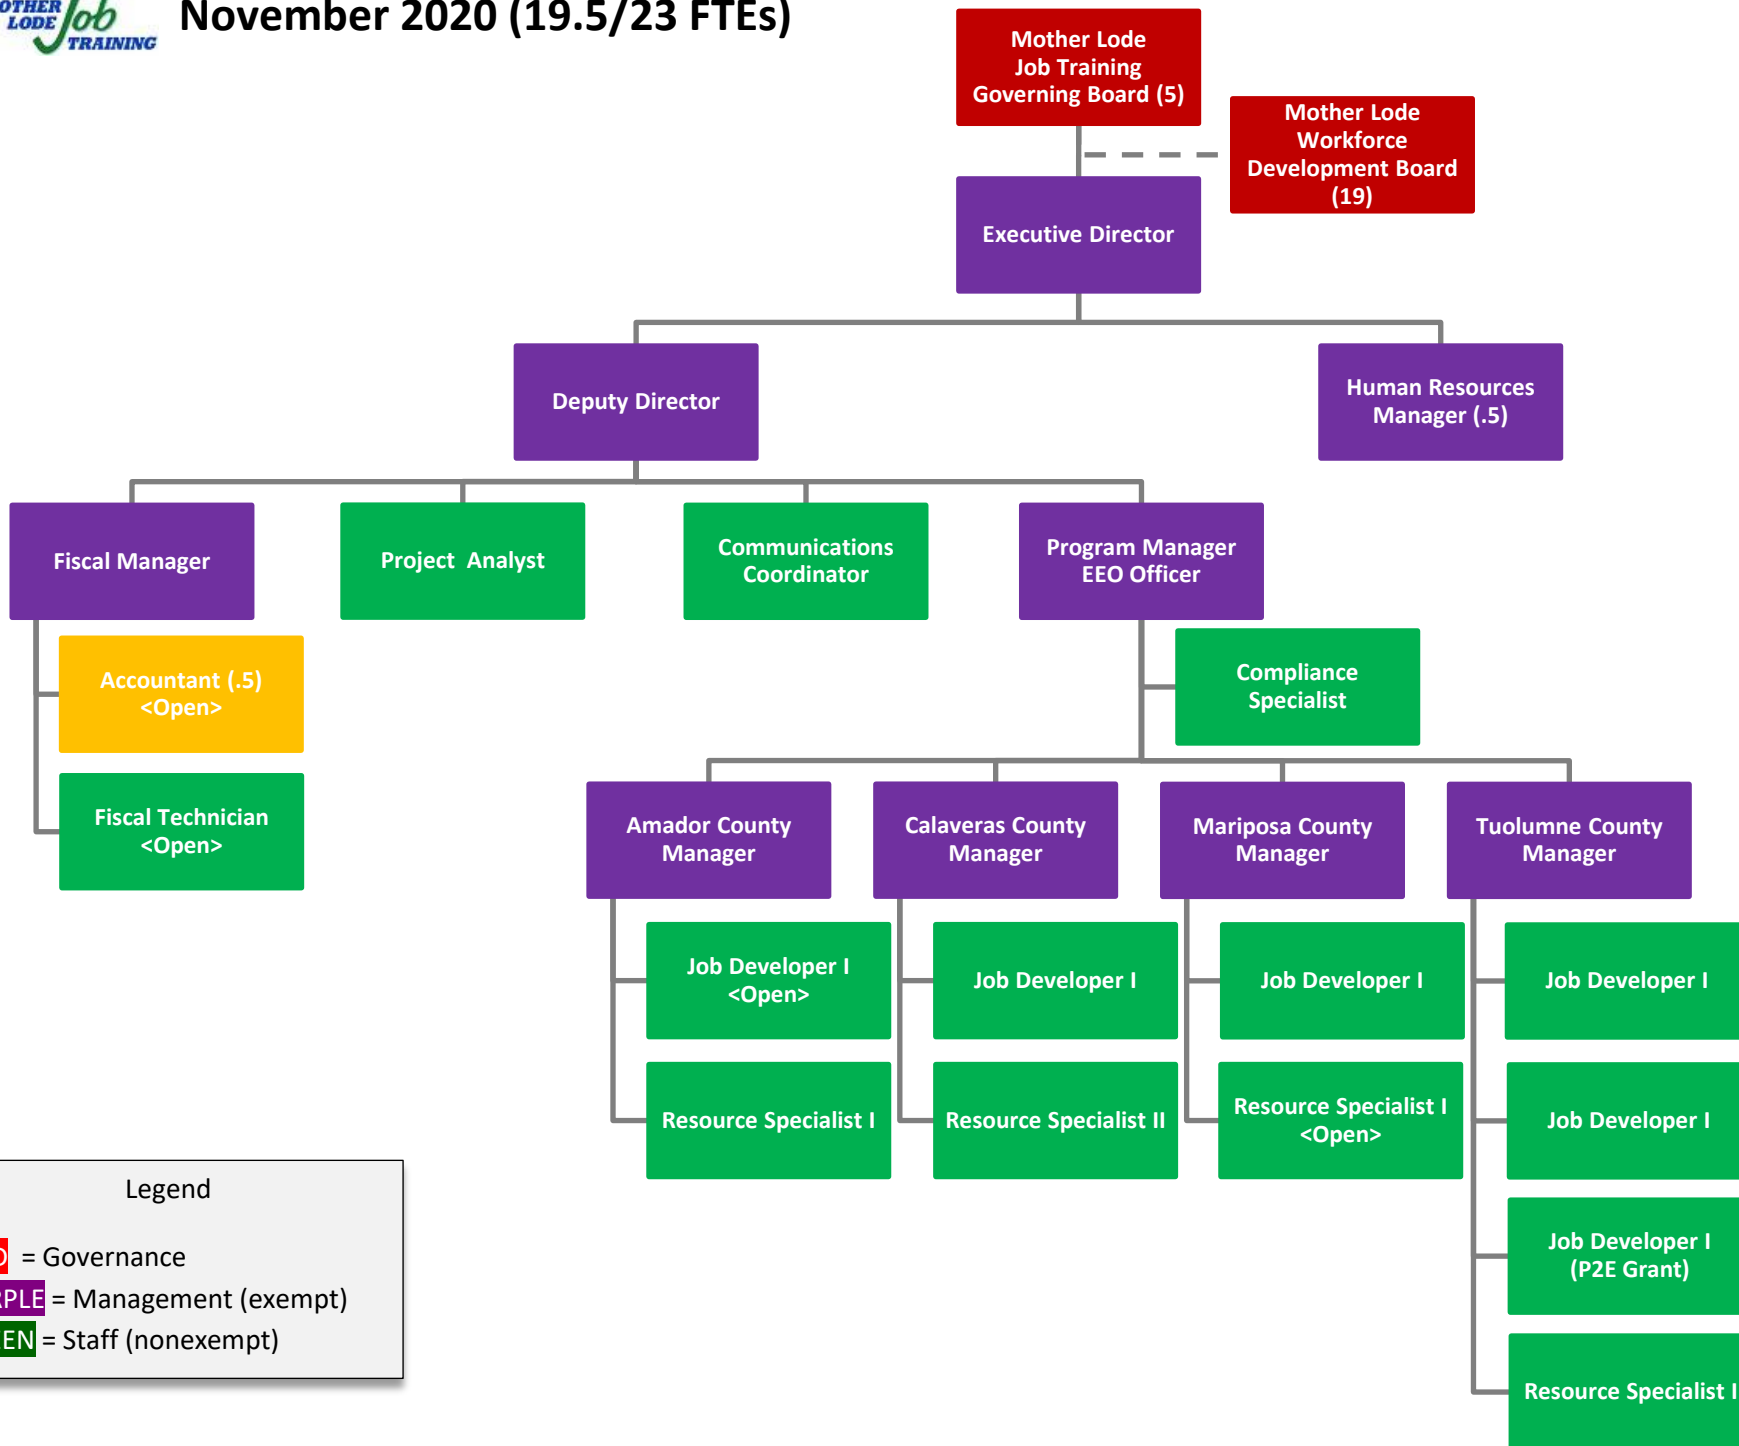 LODE Job
TRAINING
November 2020 (19.5/23 FTEs)
Mother Lode
Job Training
Governing Board (5)
Mother Lode
Workforce
Development Board
(19)
Executive Director
Deputy Director
Human Resources
Manager (.5)
Fiscal Manager
Project Analyst
Communications
Coordinator
Program Manager
EEO Officer
Accountant (.5)
<Open>
Compliance
Specialist
Fiscal Technician
<Open>
Amador County
Manager
Calaveras County
Manager
Mariposa County
Manager
Tuolumne County
Manager
Job Developer I
<Open>
Job Developer I
Job Developer I
Job Developer I
Resource Specialist I
Resource Specialist II
Resource Specialist I
<Open>
Job Developer I
Job Developer I
(P2E Grant)
Resource Specialist I
Legend
= Governance
RPLE = Management (exempt)
EEN = Staff (nonexempt)